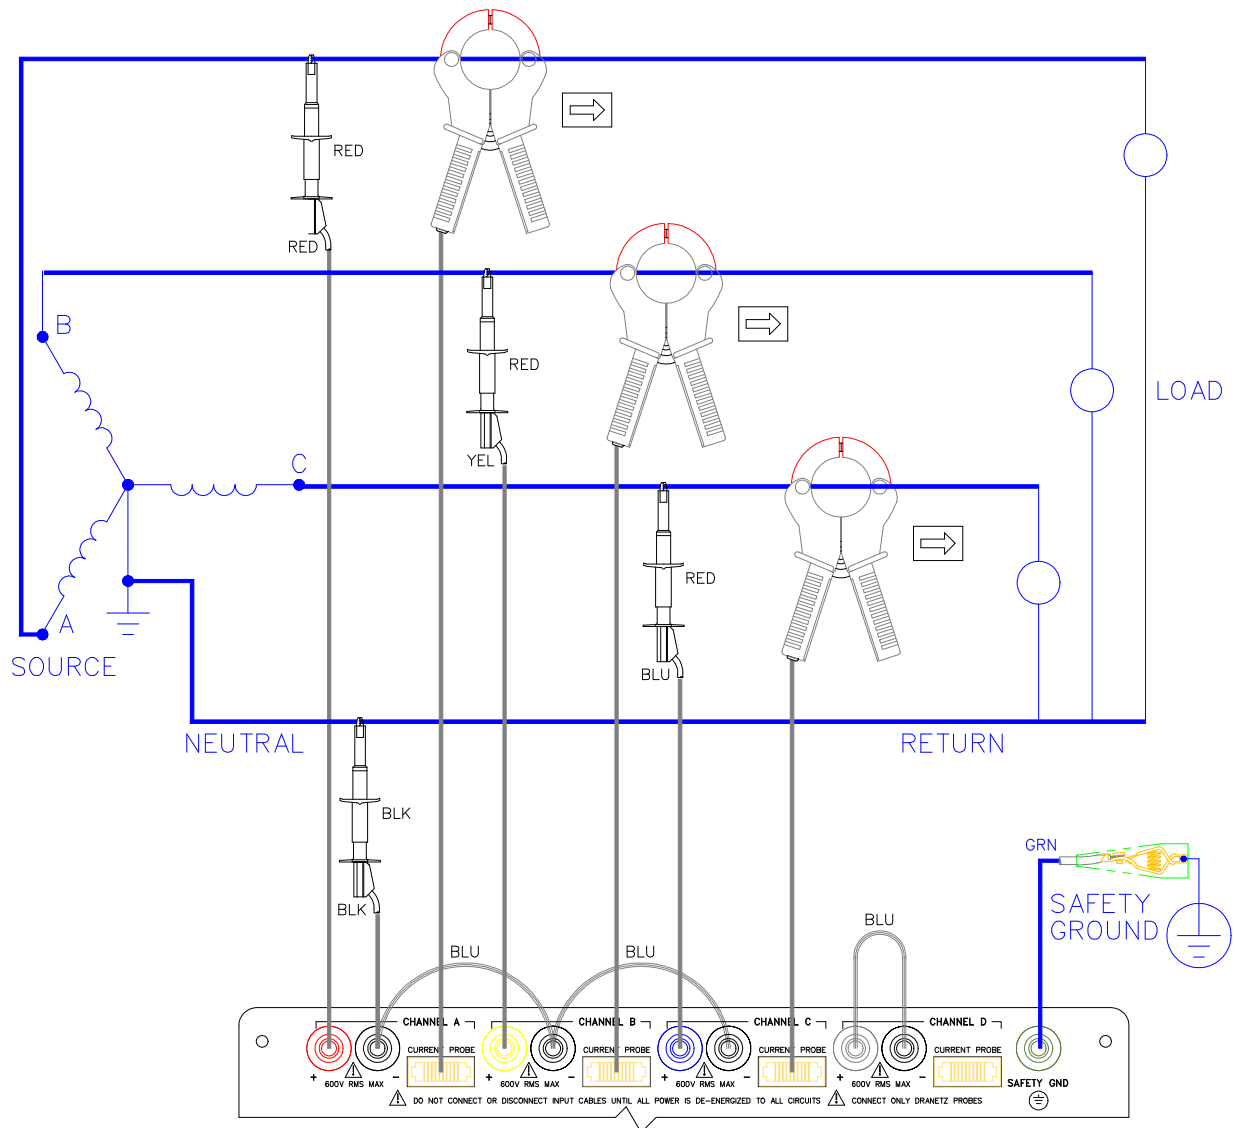 RED
RED
B
RED
LOAD
YEL
C
RED
A
SOURCE
BLU
NEUTRAL
RETURN
BLK
GRN
BLK
SAFETY
GROUND
BLU
BLU
BLU
CHANNEL A
CHANNEL B
CHANNEL C
CHANNEL D
CURRENT PROBE
CURRENT PROBE
CURRENT PROBE
CURRENT PROBE
+ -
+ -
+ -
+ -
600V RMS MAX
600V RMS MAX
600V RMS MAX
600V RMS MAX
SAFETY GND
DO NOT CONNECT OR DISCONNECT INPUT CABLES UNTIL ALL POWER IS DE-ENERGIZED TO ALL CIRCUITS
CONNECT ONLY DRANETZ PROBES